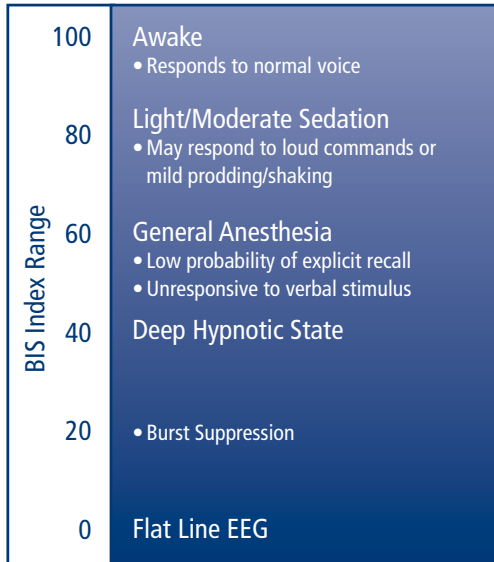 BIS Index Range
100 Awake
• Responds to normal voice
80 Light/Moderate Sedation
• May respond to loud commands or
mild prodding/shaking
60 General Anesthesia
• Low probability of explicit recall
• Unresponsive to verbal stimulus
40 Deep Hypnotic State
20 • Burst Suppression
0 Flat Line EEG